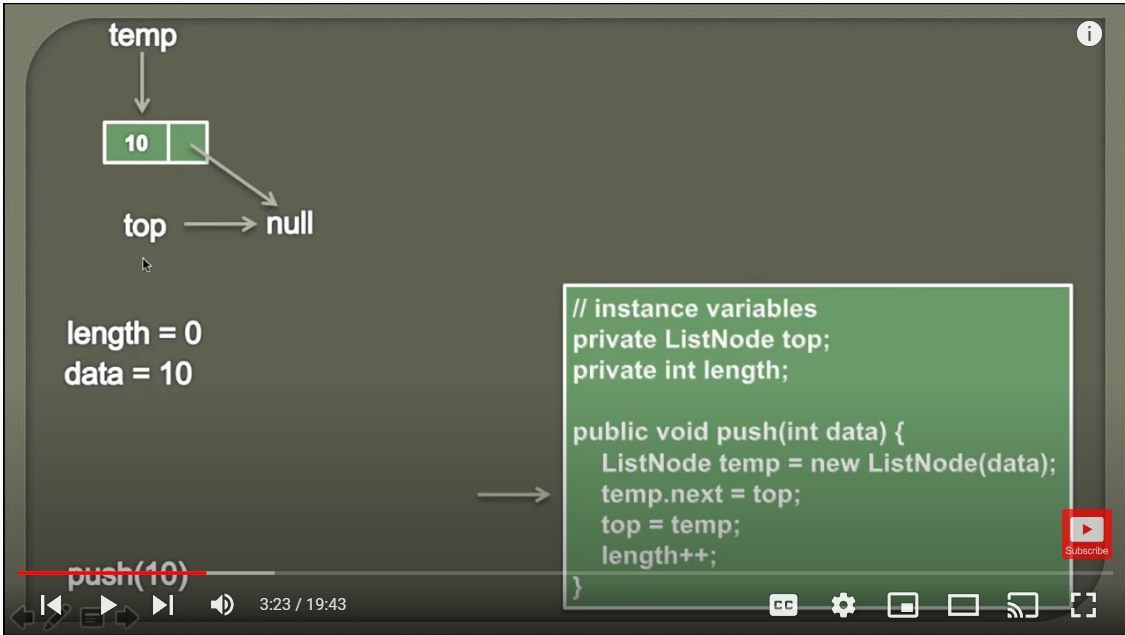 temp
10
top
null
length = 0
data = 10
// instance variables
private ListNode top;
private int length;
public void push(int data) {
ListNode temp = new ListNode(data);
temp.next = top;
top = temp;
length++;
}
Subscribe
push(10)
3:23 / 19:43
CC
i